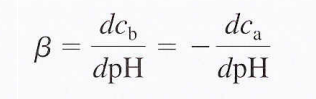 β = dc_b/dpH = − dc_a/dpH